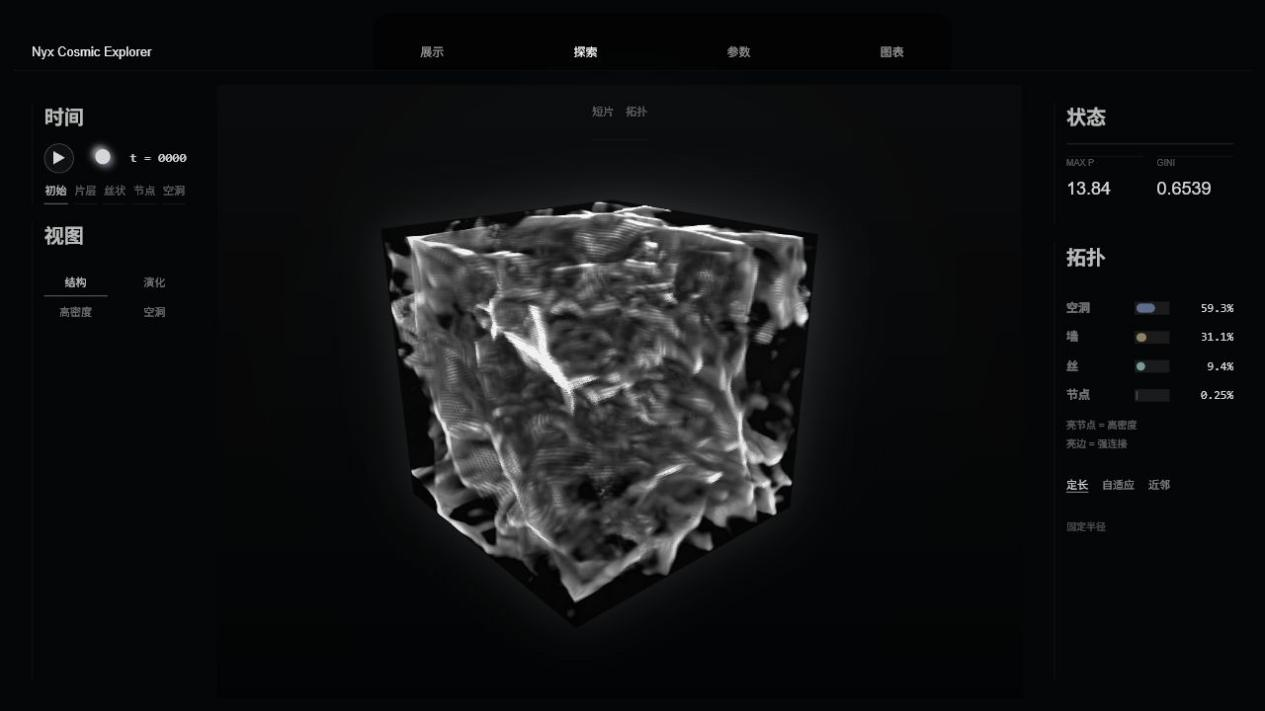 Nyx Cosmic Explorer
展示 探索 参数 图表
短片 拓扑
时间
t = 0000
初始 片层 丝状 节点 空洞
视图
结构 演化
高密度 空洞
状态
MAX Ρ GINI
13.84 0.6539
拓扑
空洞 59.3%
墙 31.1%
丝 9.4%
节点 0.25%
亮节点 = 高密度
亮边 = 强连接
定长 自适应 近邻
固定半径